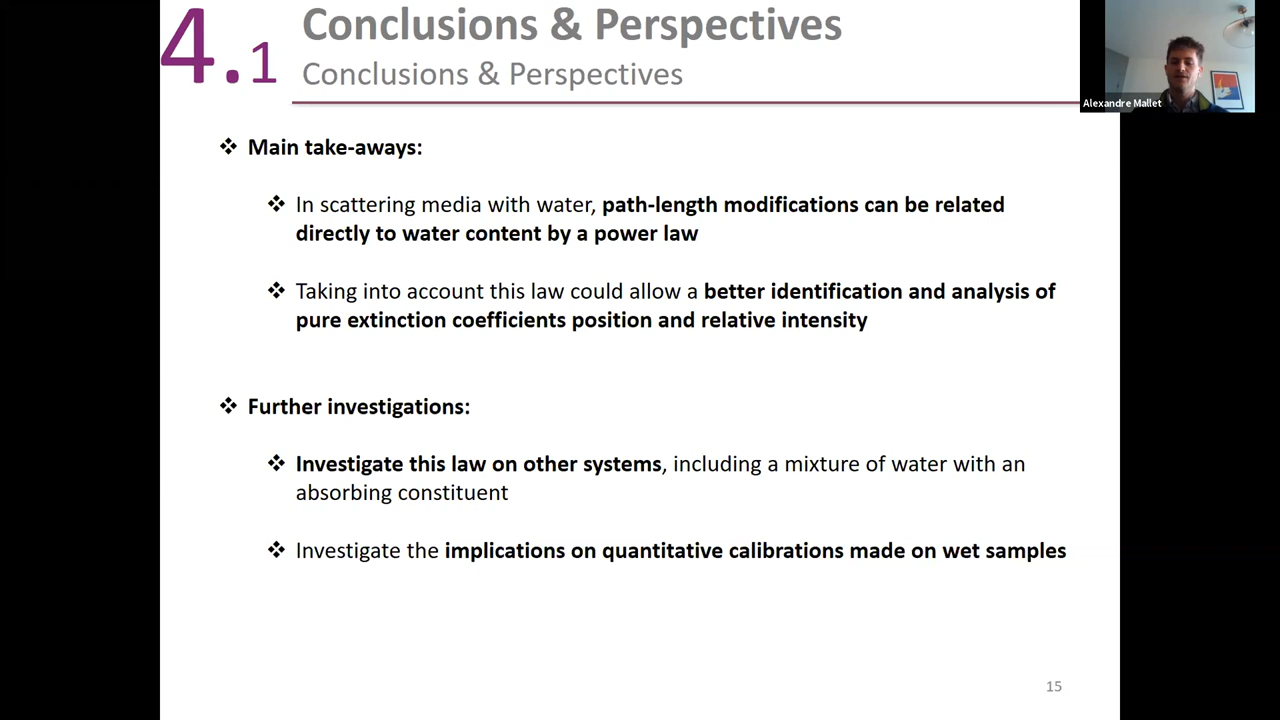 4.1
Conclusions & Perspectives
Conclusions & Perspectives
Alexandre Mallet
Main take-aways:
In scattering media with water, path-length modifications can be related
directly to water content by a power law
Taking into account this law could allow a better identification and analysis of
pure extinction coefficients position and relative intensity
Further investigations:
Investigate this law on other systems, including a mixture of water with an
absorbing constituent
Investigate the implications on quantitative calibrations made on wet samples
15